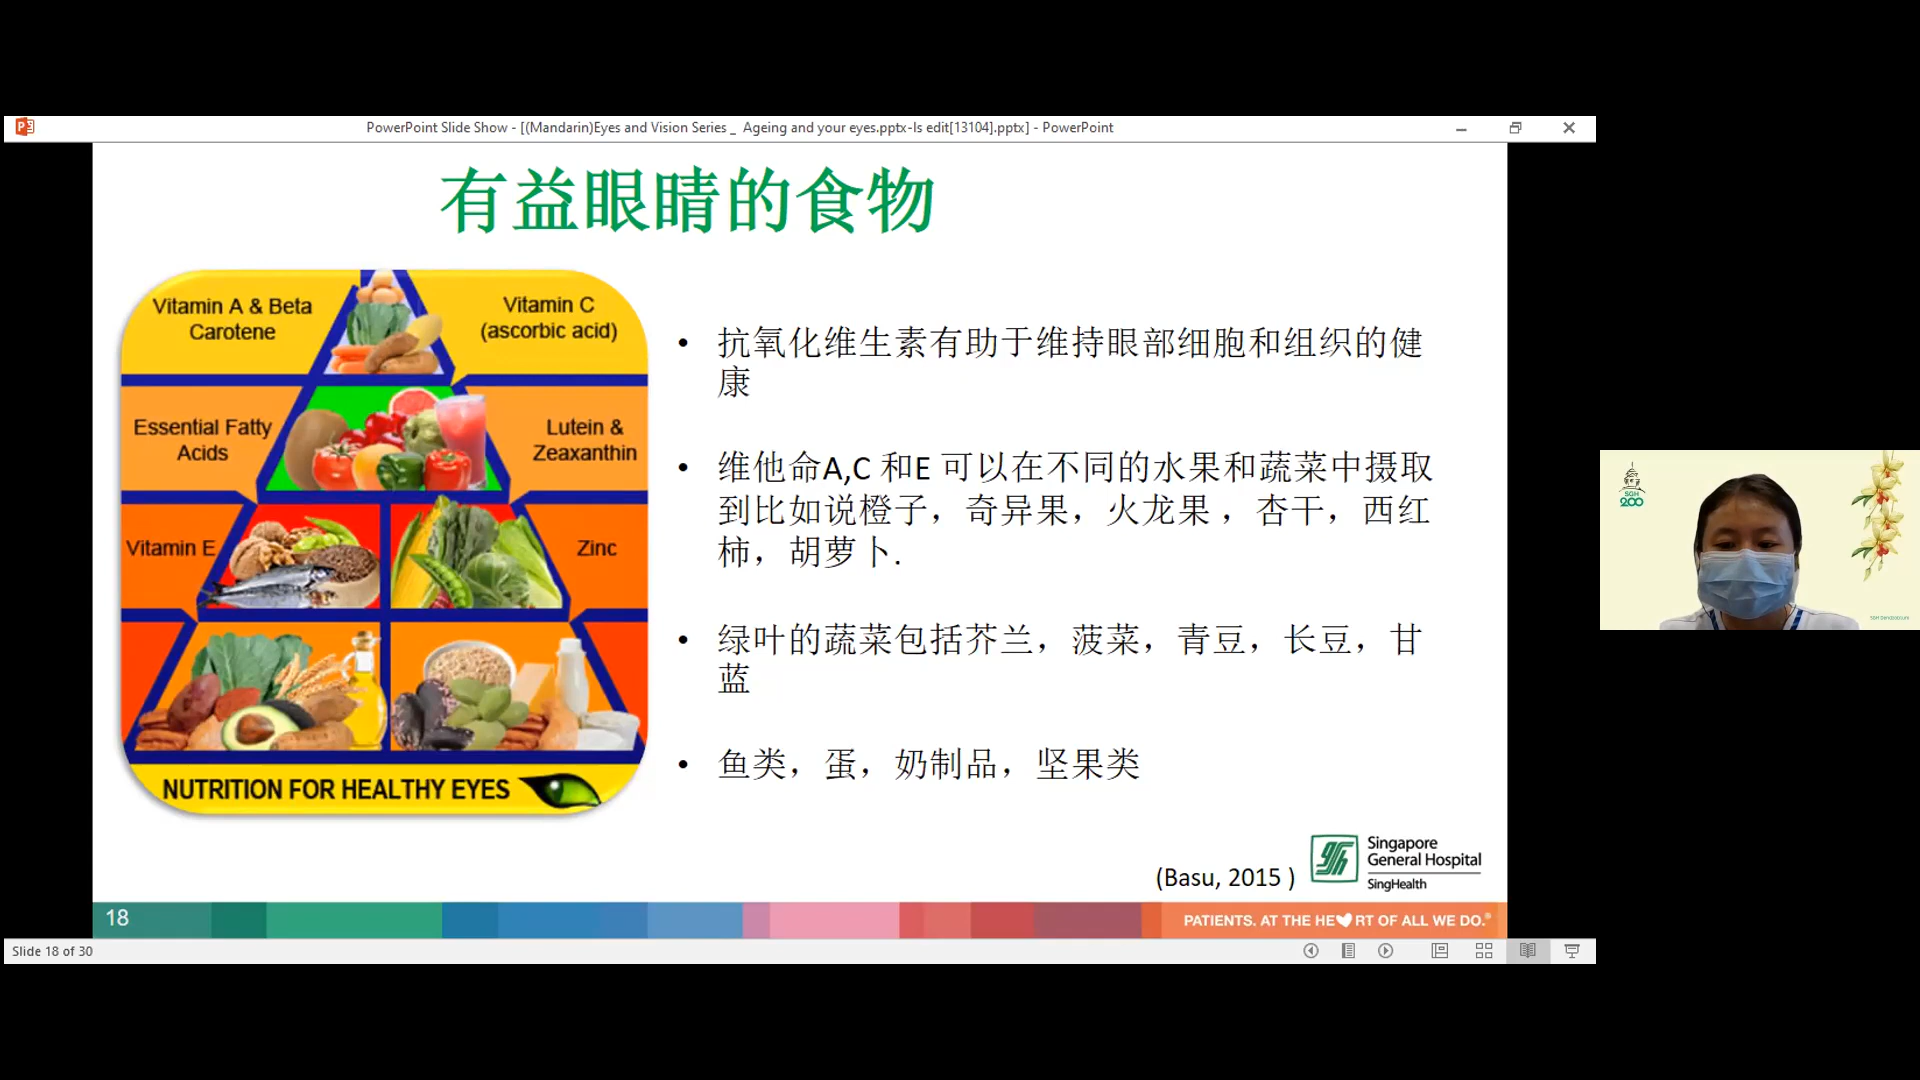 PowerPoint Slide Show - [(Mandarin)Eyes and Vision Series _  Ageing and your eyes.pptx-ls edit[13104].pptx] - PowerPoint
有益眼睛的食物
Vitamin A & Beta
Carotene
Vitamin C
(ascorbic acid)
Essential Fatty
Acids
Lutein &
Zeaxanthin
Vitamin E
Zinc
NUTRITION FOR HEALTHY EYES
• 抗氧化维生素有助于维持眼部细胞和组织的健
康
• 维他命A,C 和E 可以在不同的水果和蔬菜中摄取
到比如说橙子，奇异果，火龙果 ，杏干，西红
柿，胡萝卜.
• 绿叶的蔬菜包括芥兰，菠菜，青豆，长豆，甘
蓝
• 鱼类，蛋，奶制品，坚果类
(Basu, 2015 )
Singapore
General Hospital
SingHealth
18
PATIENTS. AT THE HE RT OF ALL WE DO.®
Slide 18 of 30
SGH
200